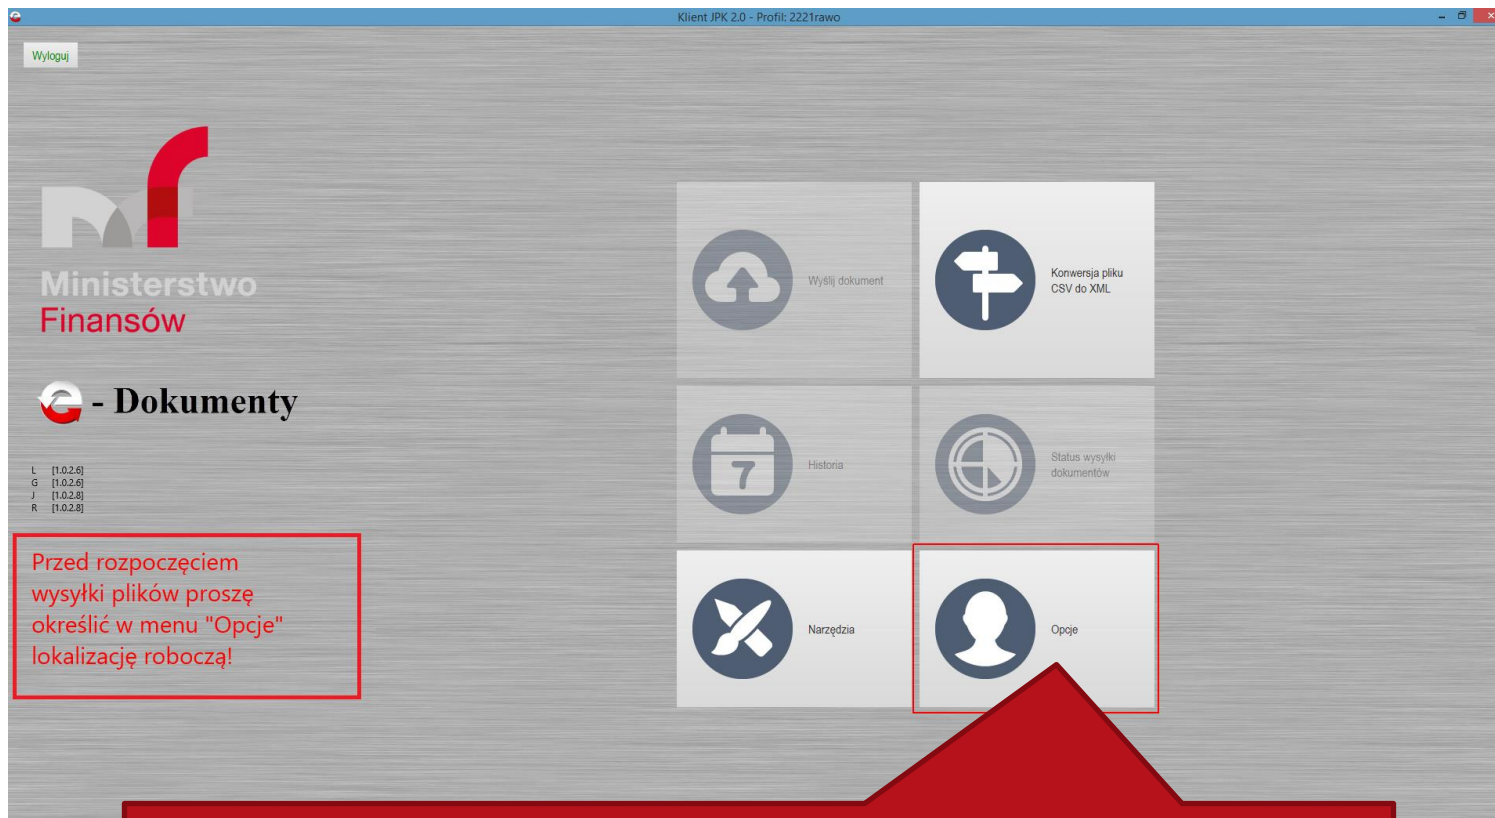 Klient JPK 2.0 - Profil: 2221rawo
Wyloguj
Ministerstwo
Finansów
e - Dokumenty
L [1.0.2.6]
G [1.0.2.6]
J [1.0.2.8]
R [1.0.2.8]
Przed rozpoczęciem
wysyłki plików proszę
określić w menu "Opcje"
lokalizację roboczą!
Wyślij dokument
Konwersja pliku
CSV do XML
7
Historia
Status wysyłki
dokumentów
Narzędzia
Opcje